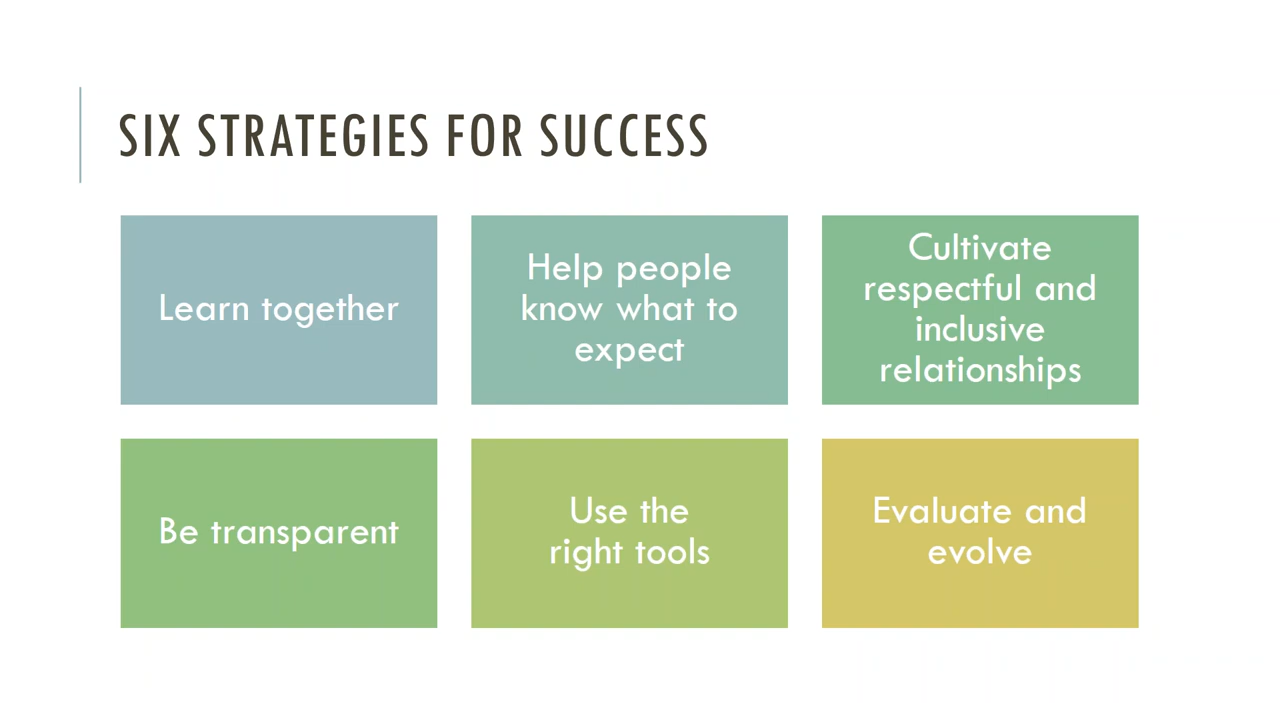 SIX STRATEGIES FOR SUCCESS
Learn together
Help people
know what to
expect
Cultivate
respectful and
inclusive
relationships
Be transparent
Use the
right tools
Evaluate and
evolve